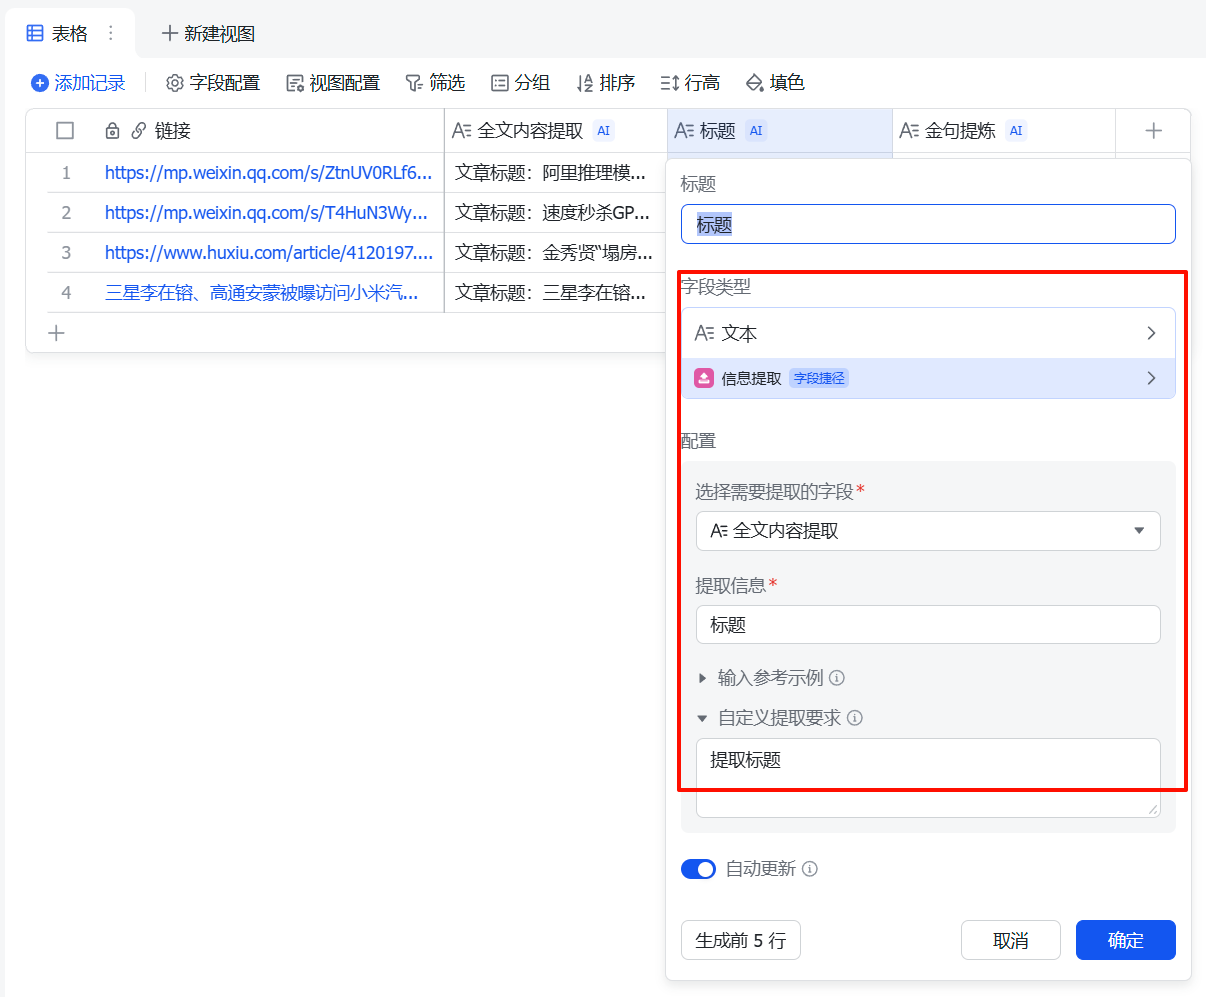 表格 新建视图
添加记录 字段配置 视图配置 筛选 分组 排序 行高 填色
链接 全文内容提取 AI 标题 AI 金句提炼 AI
1 https://mp.weixin.qq.com/s/ZtnUV0RLf6... 文章标题：阿里推理模...
2 https://mp.weixin.qq.com/s/T4HuN3Wy... 文章标题：速度秒杀GP...
3 https://www.huxiu.com/article/4120197.... 文章标题：金秀贤“塌房...
4 三星李在镕、高通安蒙被曝访问小米汽... 文章标题：三星李在镕...
标题
标题
字段类型
文本
信息提取 字段捷径
配置
选择需要提取的字段*
全文内容提取
提取信息*
标题
输入参考示例
自定义提取要求
提取标题
自动更新
生成前 5 行 取消 确定